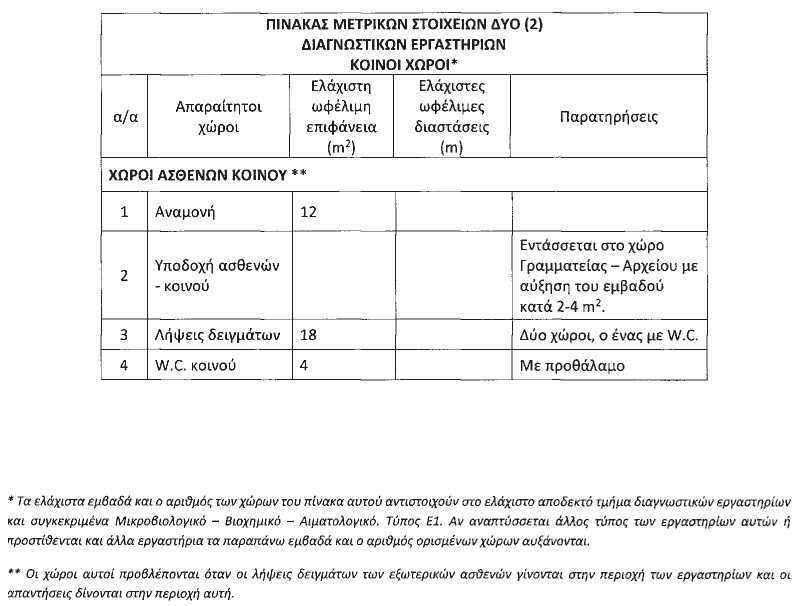 ΠΙΝΑΚΑΣ ΜΕΤΡΙΚΩΝ ΣΤΟΙΧΕΙΩΝ ΔΥΟ (2)
ΔΙΑΓΝΩΣΤΙΚΩΝ ΕΡΓΑΣΤΗΡΙΩΝ
ΚΟΙΝΟΙ ΧΩΡΟΙ*
α/α
Απαραίτητοι
χώροι
Ελάχιστη
ωφέλιμη
επιφάνεια
(m²)
Ελάχιστες
ωφέλιμες
διαστάσεις
(m)
Παρατηρήσεις
ΧΩΡΟΙ ΑΣΘΕΝΩΝ ΚΟΙΝΟΥ **
1 Αναμονή 12
2 Υποδοχή ασθενών
- κοινού
Εντάσσεται στο χώρο
Γραμματείας – Αρχείου με
αύξηση του εμβαδού
κατά 2-4 m².
3 Λήψεις δειγμάτων 18 Δύο χώροι, ο ένας με W.C.
4 W.C. κοινού 4 Με προθάλαμο
* Τα ελάχιστα εμβαδά και ο αριθμός των χώρων του πίνακα αυτού αντιστοιχούν στο ελάχιστο αποδεκτό τμήμα διαγνωστικών εργαστηρίων
και συγκεκριμένα Μικροβιολογικό – Βιοχημικό – Αιματολογικό. Τύπος Ε1. Αν αναπτύσσεται άλλος τύπος των εργαστηρίων αυτών ή
προστίθενται και άλλα εργαστήρια τα παραπάνω εμβαδά και ο αριθμός ορισμένων χώρων αυξάνονται.
** Οι χώροι αυτοί προβλέπονται όταν οι λήψεις δειγμάτων των εξωτερικών ασθενών γίνονται στην περιοχή των εργαστηρίων και οι
απαντήσεις δίνονται στην περιοχή αυτή.